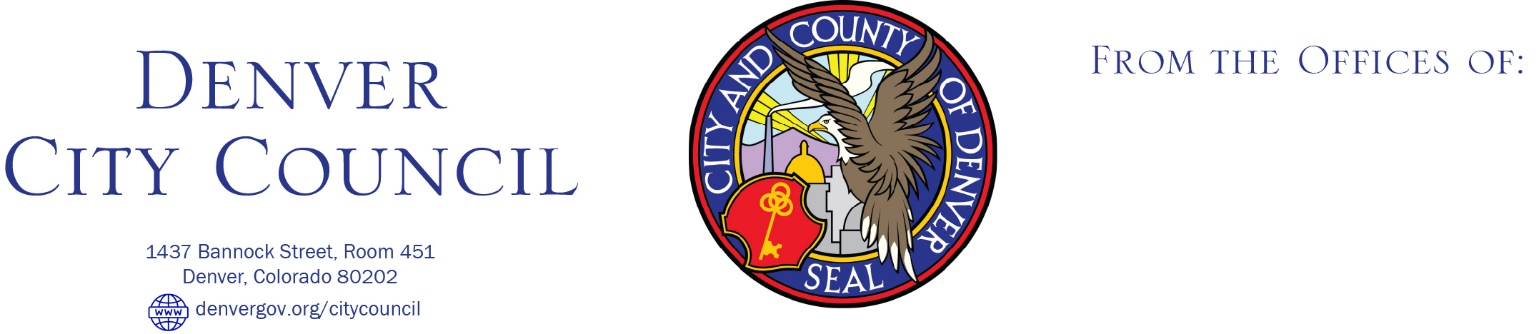 Denver
City Council
1437 Bannock Street, Room 451
Denver, Colorado 80202
www denvergov.org/citycouncil
CITY AND COUNTY OF DENVER
SEAL
From the Offices of: